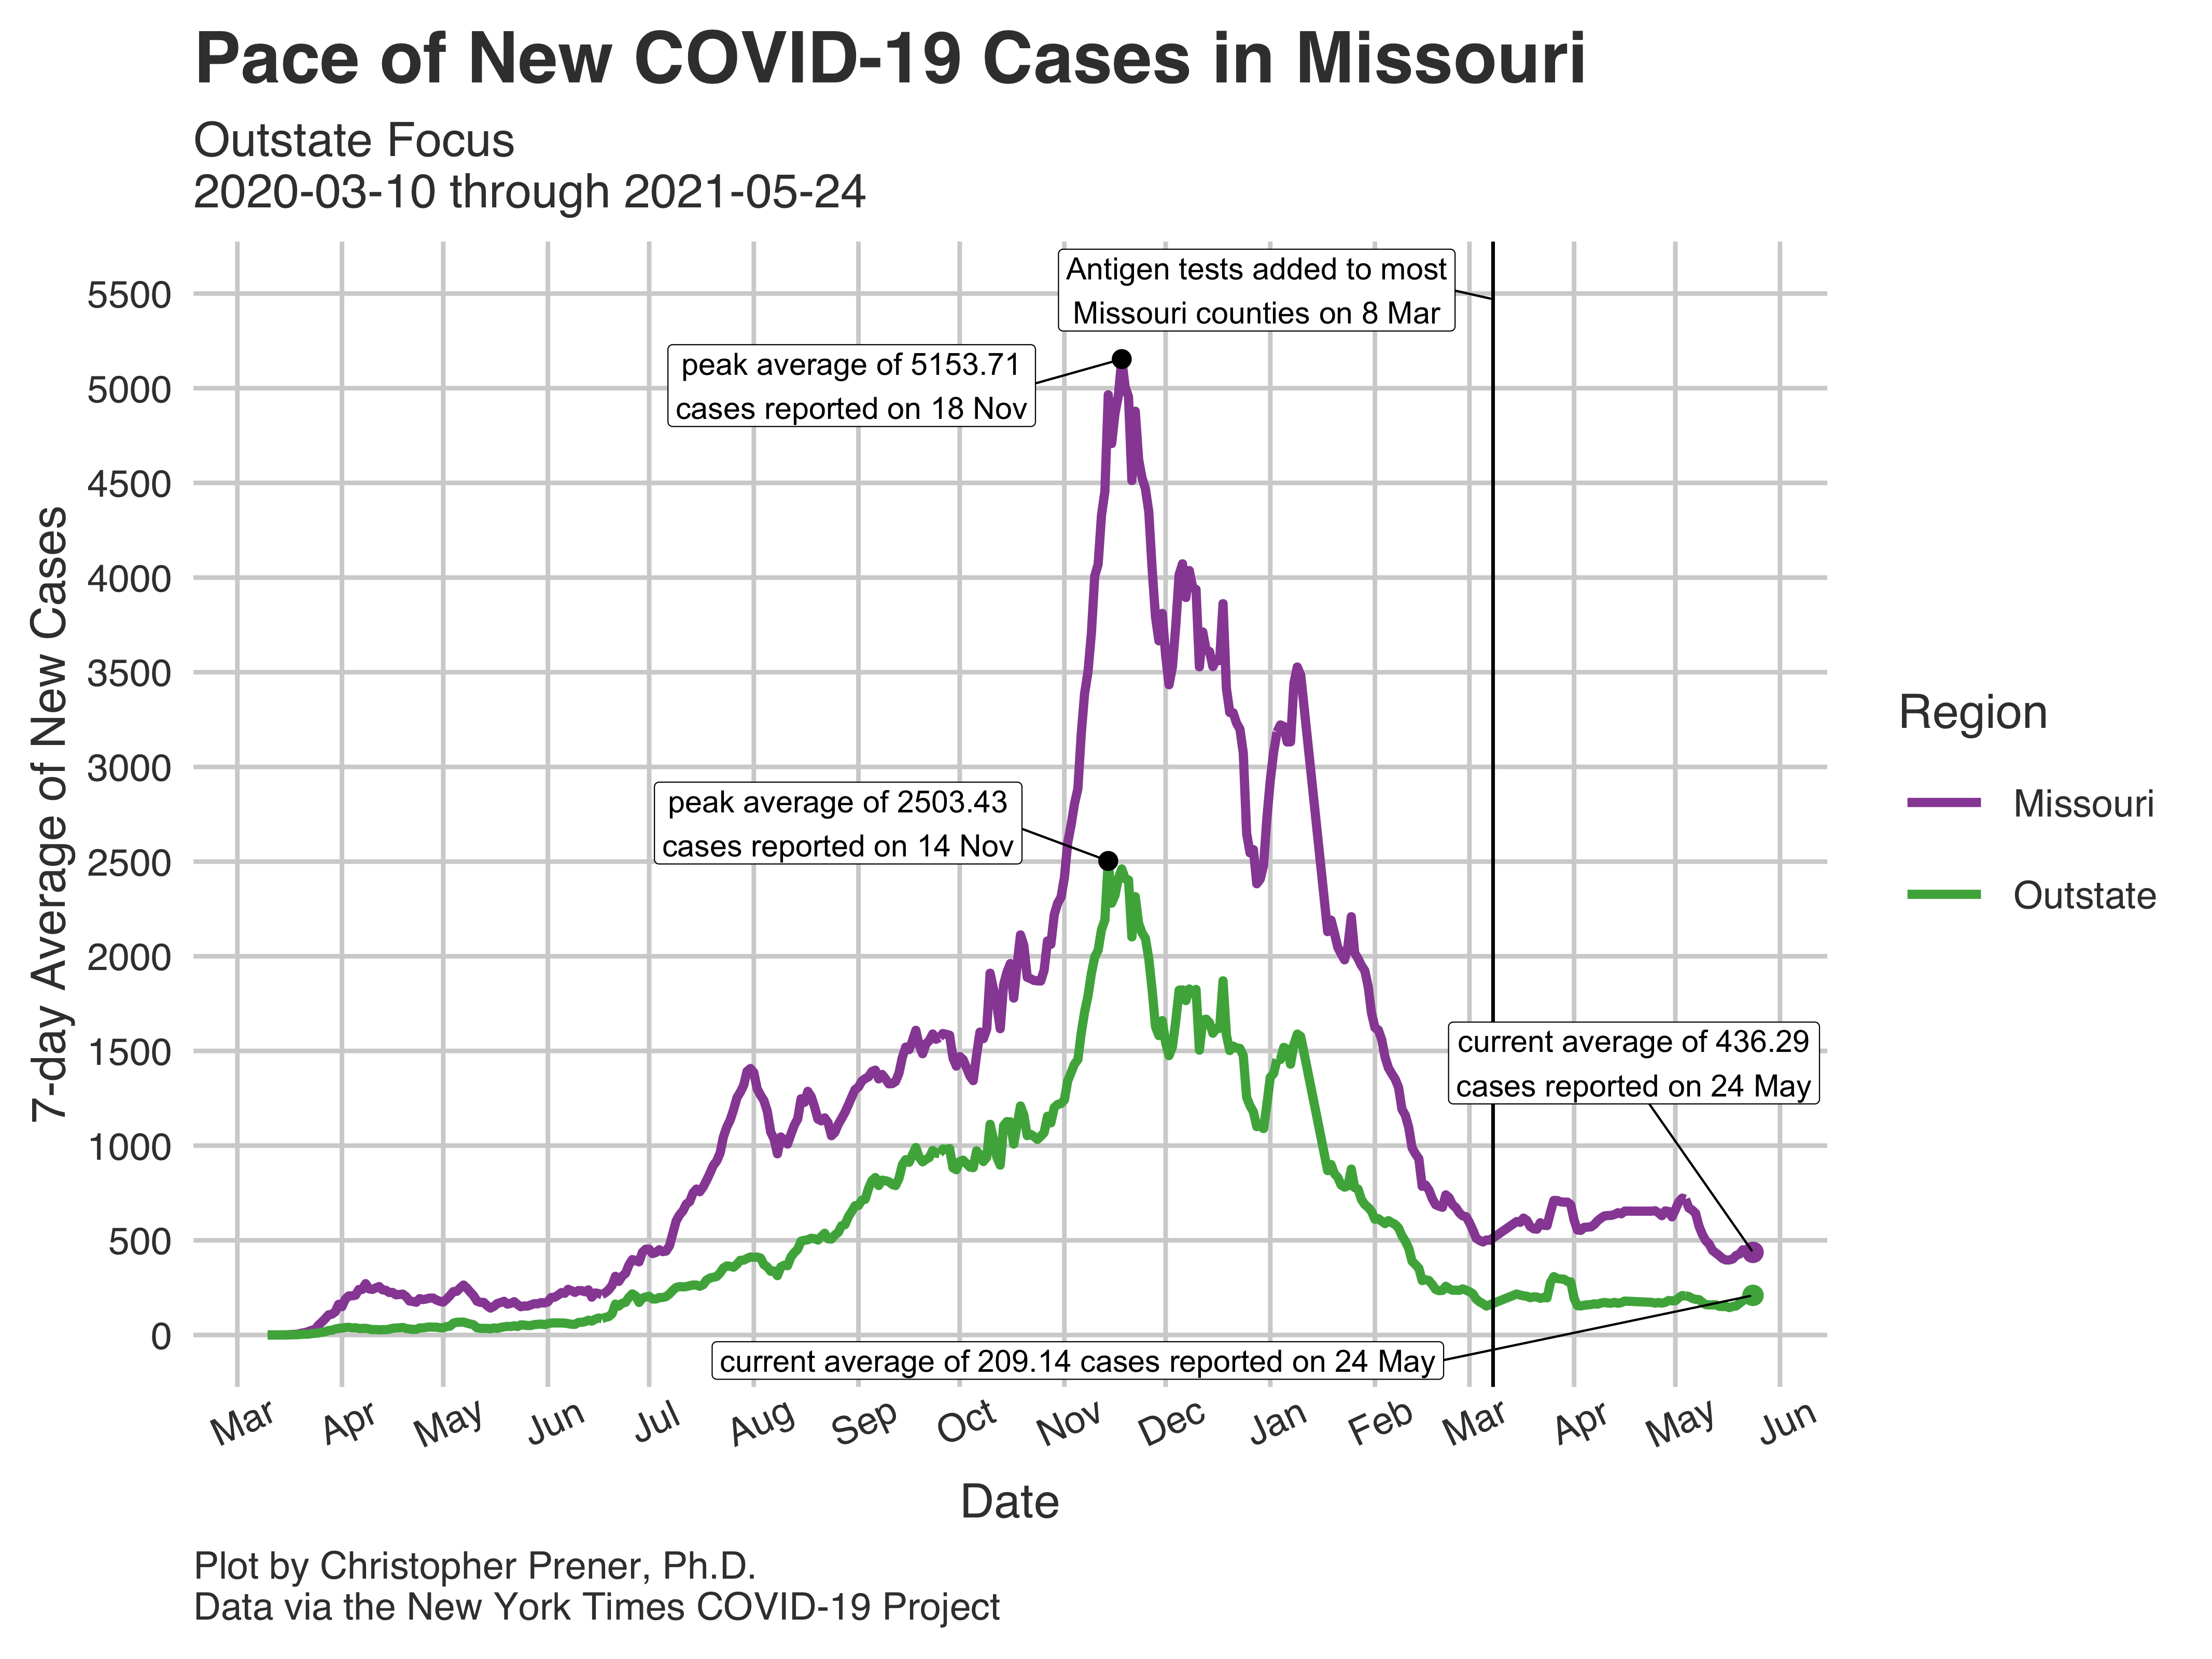 Pace of New COVID-19 Cases in Missouri
Outstate Focus
2020-03-10 through 2021-05-24
7-day Average of New Cases
5500
5000
4500
4000
3500
3000
2500
2000
1500
1000
500
0
Antigen tests added to most
Missouri counties on 8 Mar
peak average of 5153.71
cases reported on 18 Nov
peak average of 2503.43
cases reported on 14 Nov
current average of 436.29
cases reported on 24 May
current average of 209.14 cases reported on 24 May
Region
Missouri
Outstate
Mar Apr May Jun Jul Aug Sep Oct Nov Dec Jan Feb Mar Apr May Jun
Date
Plot by Christopher Prener, Ph.D.
Data via the New York Times COVID-19 Project